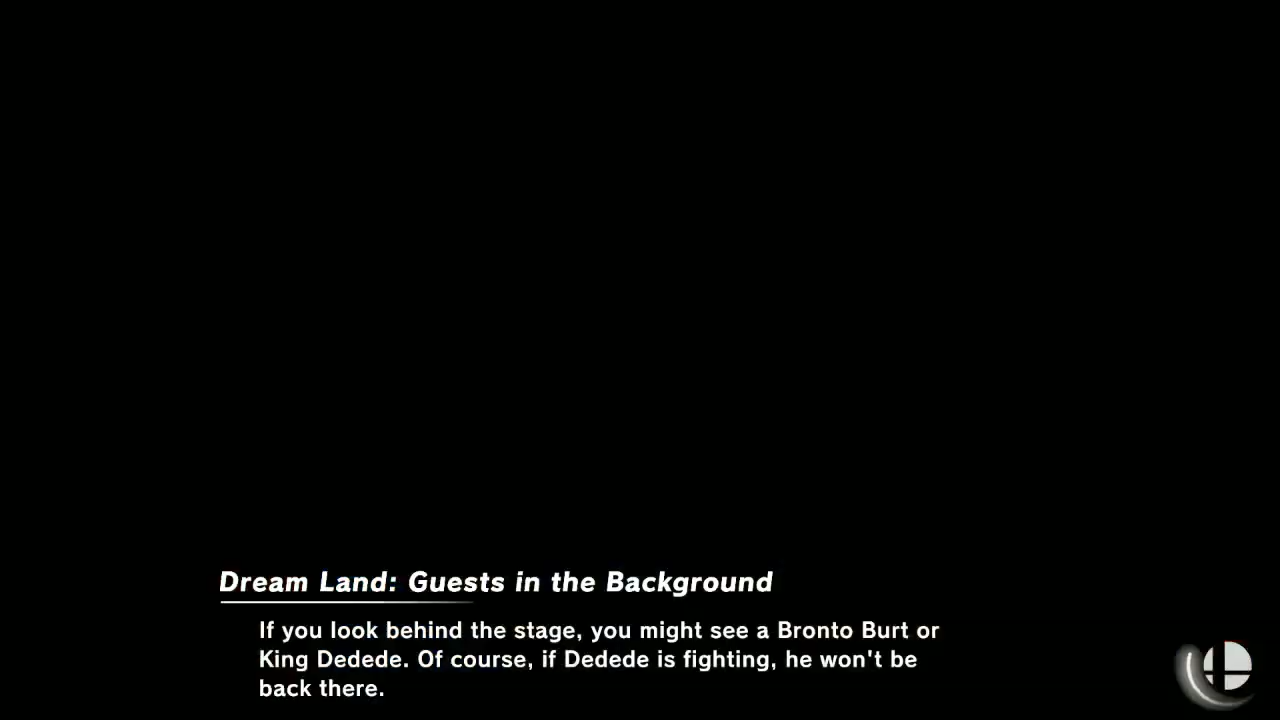 Dream Land: Guests in the Background
If you look behind the stage, you might see a Bronto Burt or
King Dedede. Of course, if Dedede is fighting, he won't be
back there.